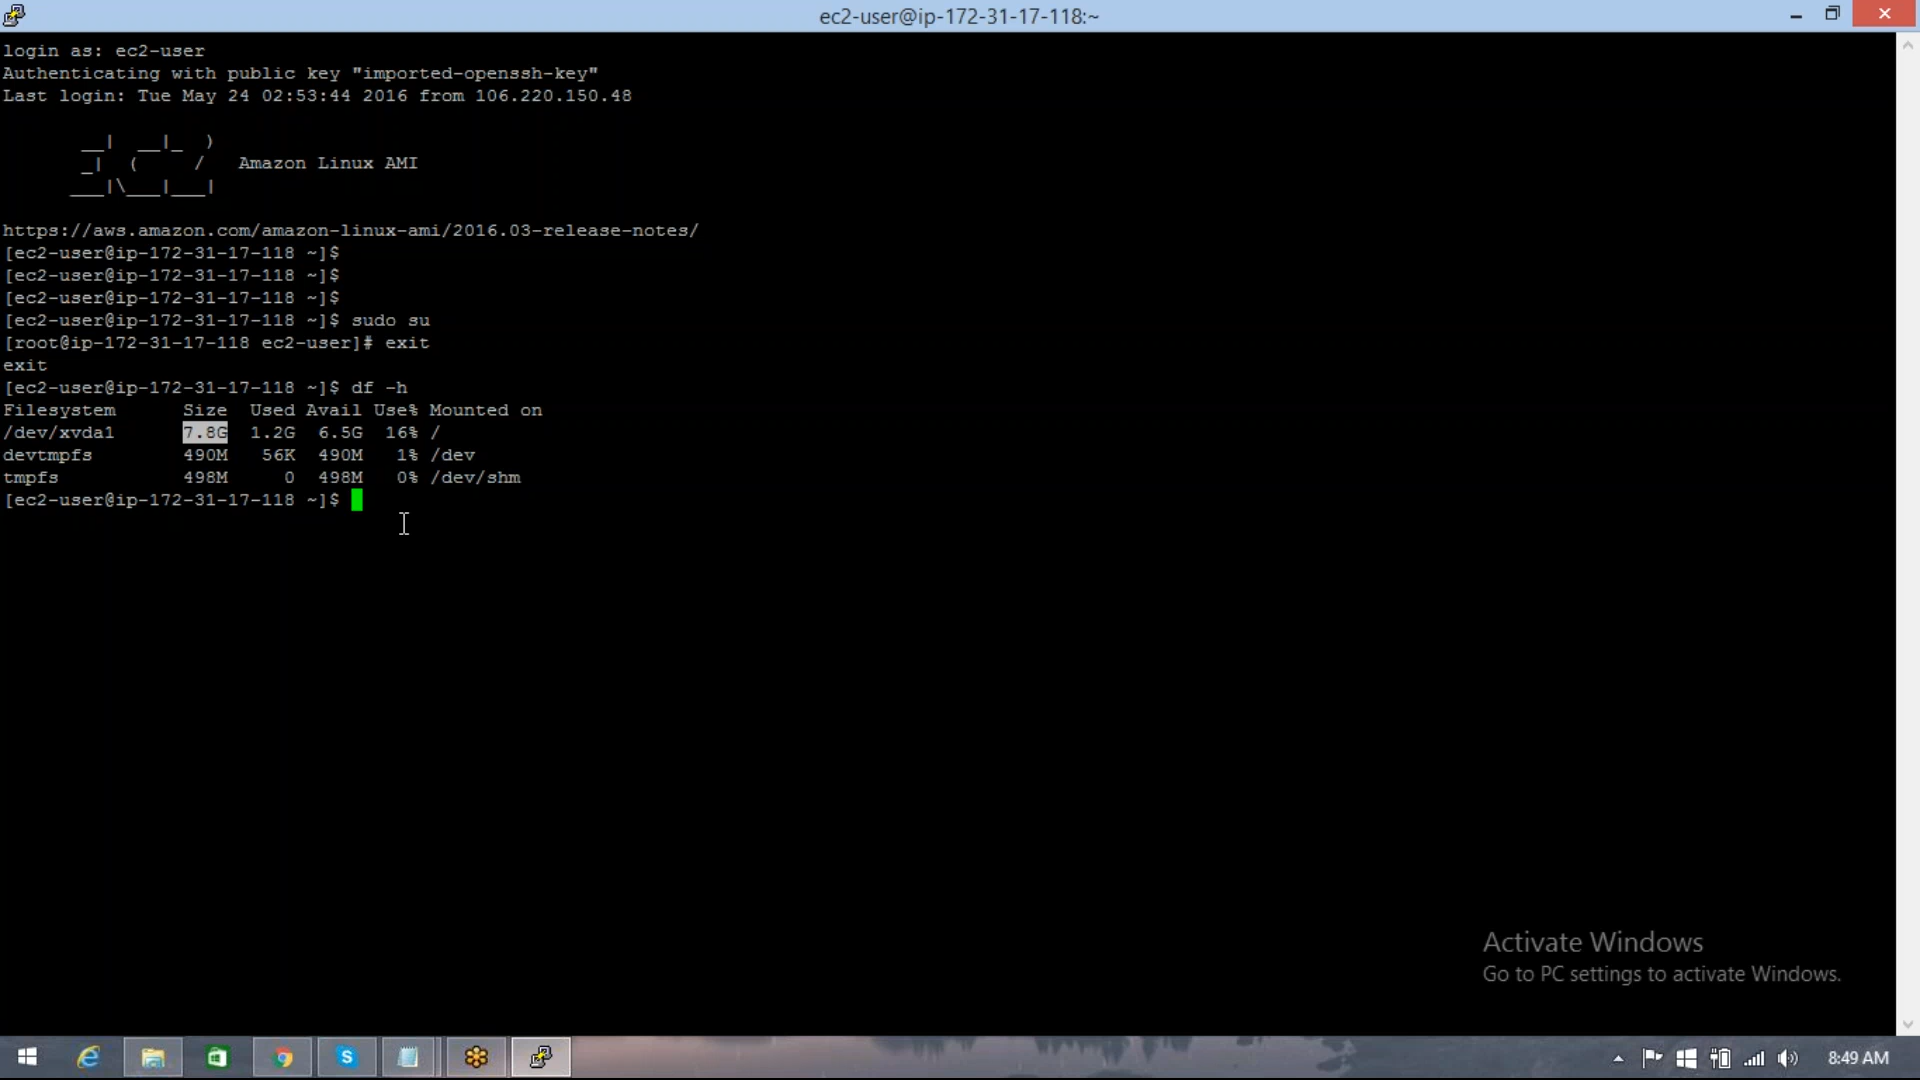 ec2-user@ip-172-31-17-118:~
login as: ec2-user
Authenticating with public key "imported-openssh-key"
Last login: Tue May 24 02:53:44 2016 from 106.220.150.48
       __|  __|_  )
       _|  (     /   Amazon Linux AMI
      ___|\___|___|
https://aws.amazon.com/amazon-linux-ami/2016.03-release-notes/
[ec2-user@ip-172-31-17-118 ~]$
[ec2-user@ip-172-31-17-118 ~]$
[ec2-user@ip-172-31-17-118 ~]$
[ec2-user@ip-172-31-17-118 ~]$ sudo su
[root@ip-172-31-17-118 ec2-user]# exit
exit
[ec2-user@ip-172-31-17-118 ~]$ df -h
Filesystem      Size  Used Avail Use% Mounted on
/dev/xvda1      7.8G  1.2G  6.5G  16% /
devtmpfs        490M   56K  490M   1% /dev
tmpfs           498M     0  498M   0% /dev/shm
[ec2-user@ip-172-31-17-118 ~]$
Activate Windows
Go to PC settings to activate Windows.
8:49 AM